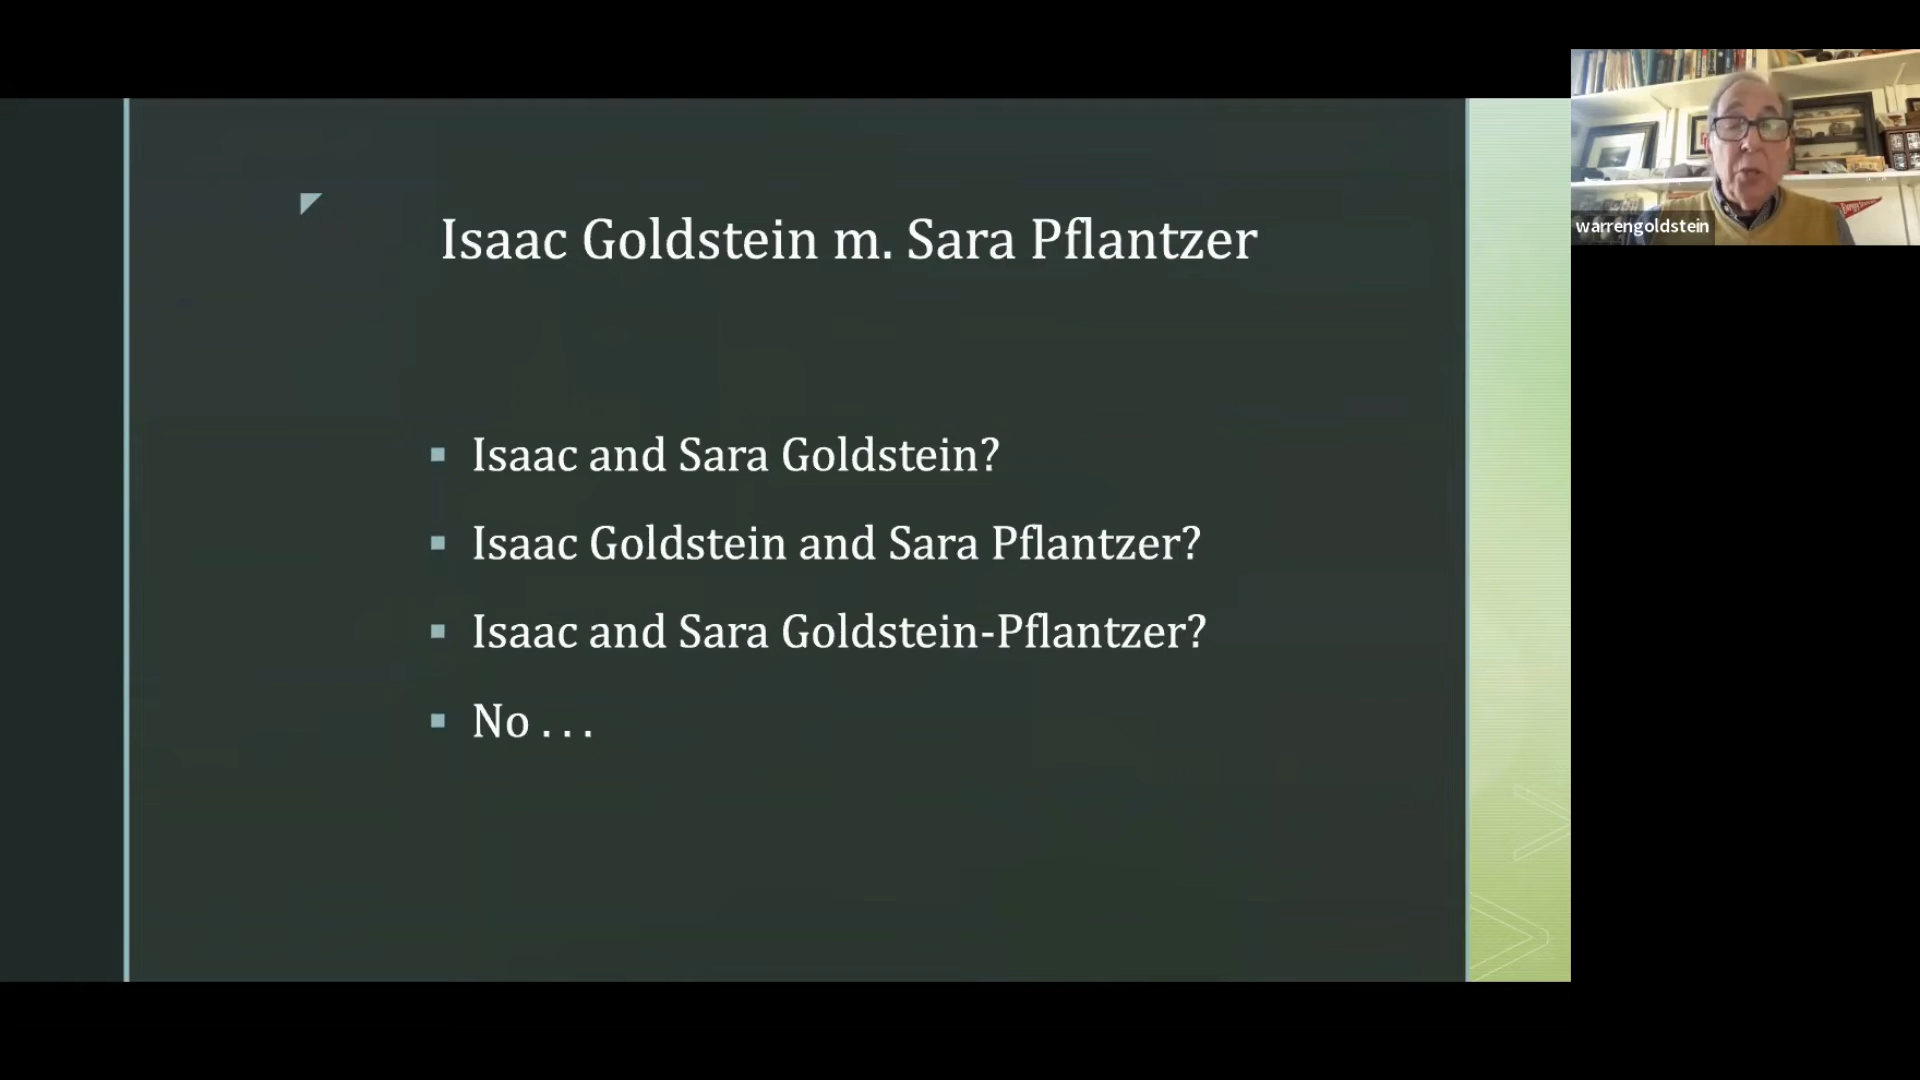 Isaac Goldstein m. Sara Pflantzer
Isaac and Sara Goldstein?
Isaac Goldstein and Sara Pflantzer?
Isaac and Sara Goldstein-Pflantzer?
No . . .
warrengoldstein